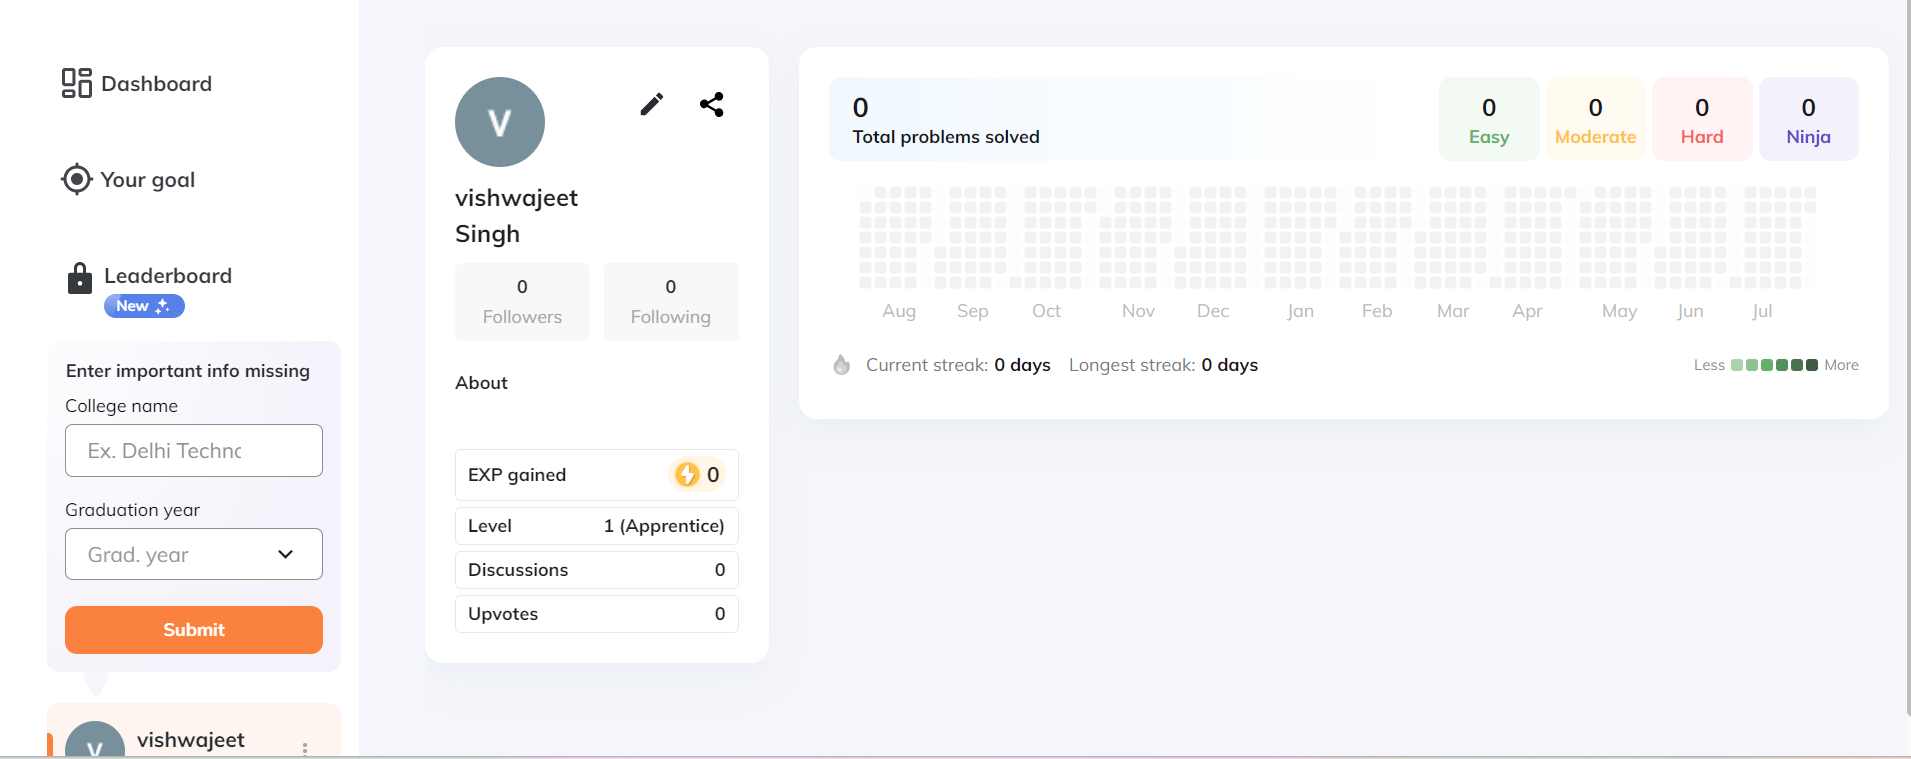 Dashboard
Your goal
Leaderboard
New
Enter important info missing
College name
Ex. Delhi Techno
Graduation year
Grad. year
Submit
V
vishwajeet
V
vishwajeet
Singh
0
Followers
0
Following
About
EXP gained 0
Level 1 (Apprentice)
Discussions 0
Upvotes 0
0
Total problems solved
0
Easy
0
Moderate
0
Hard
0
Ninja
Aug Sep Oct Nov Dec Jan Feb Mar Apr May Jun Jul
Current streak: 0 days Longest streak: 0 days
Less More